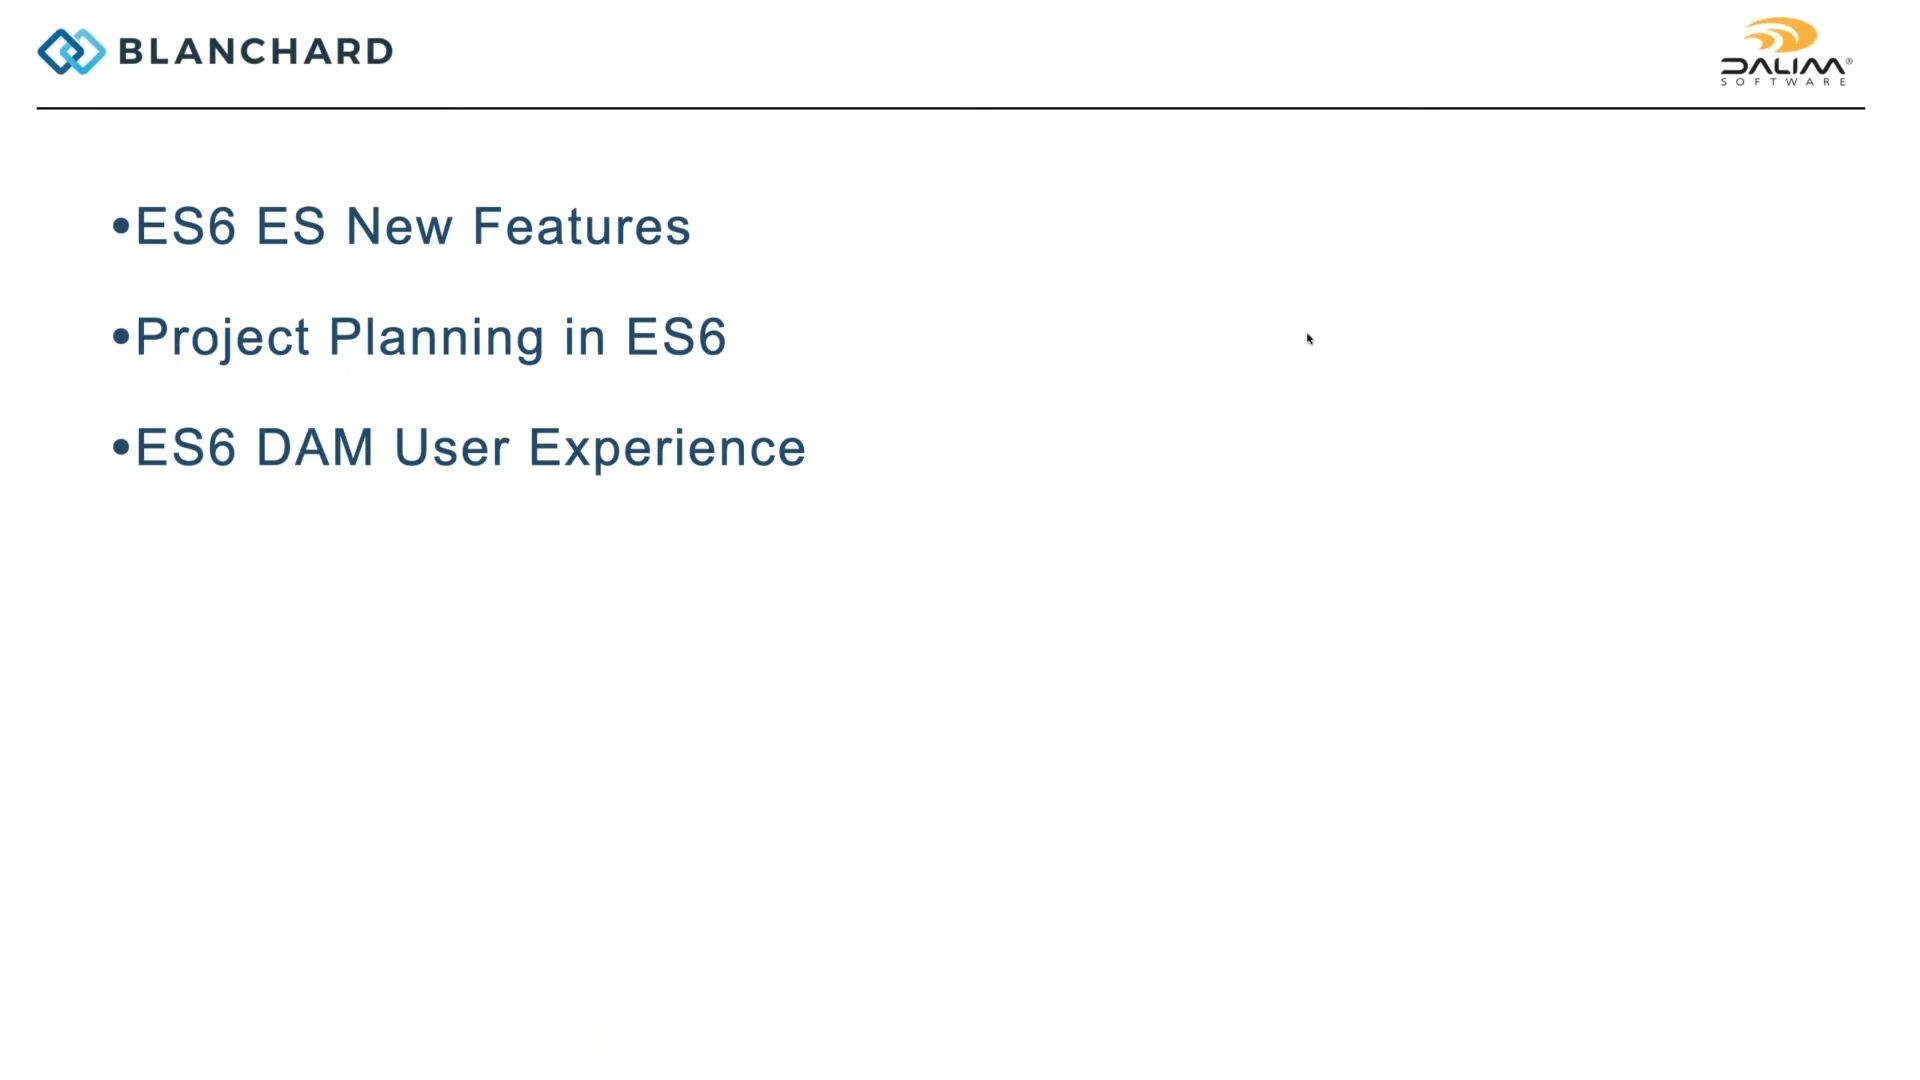 BLANCHARD
DALIM®
SOFTWARE
•ES6 ES New Features
•Project Planning in ES6
•ES6 DAM User Experience